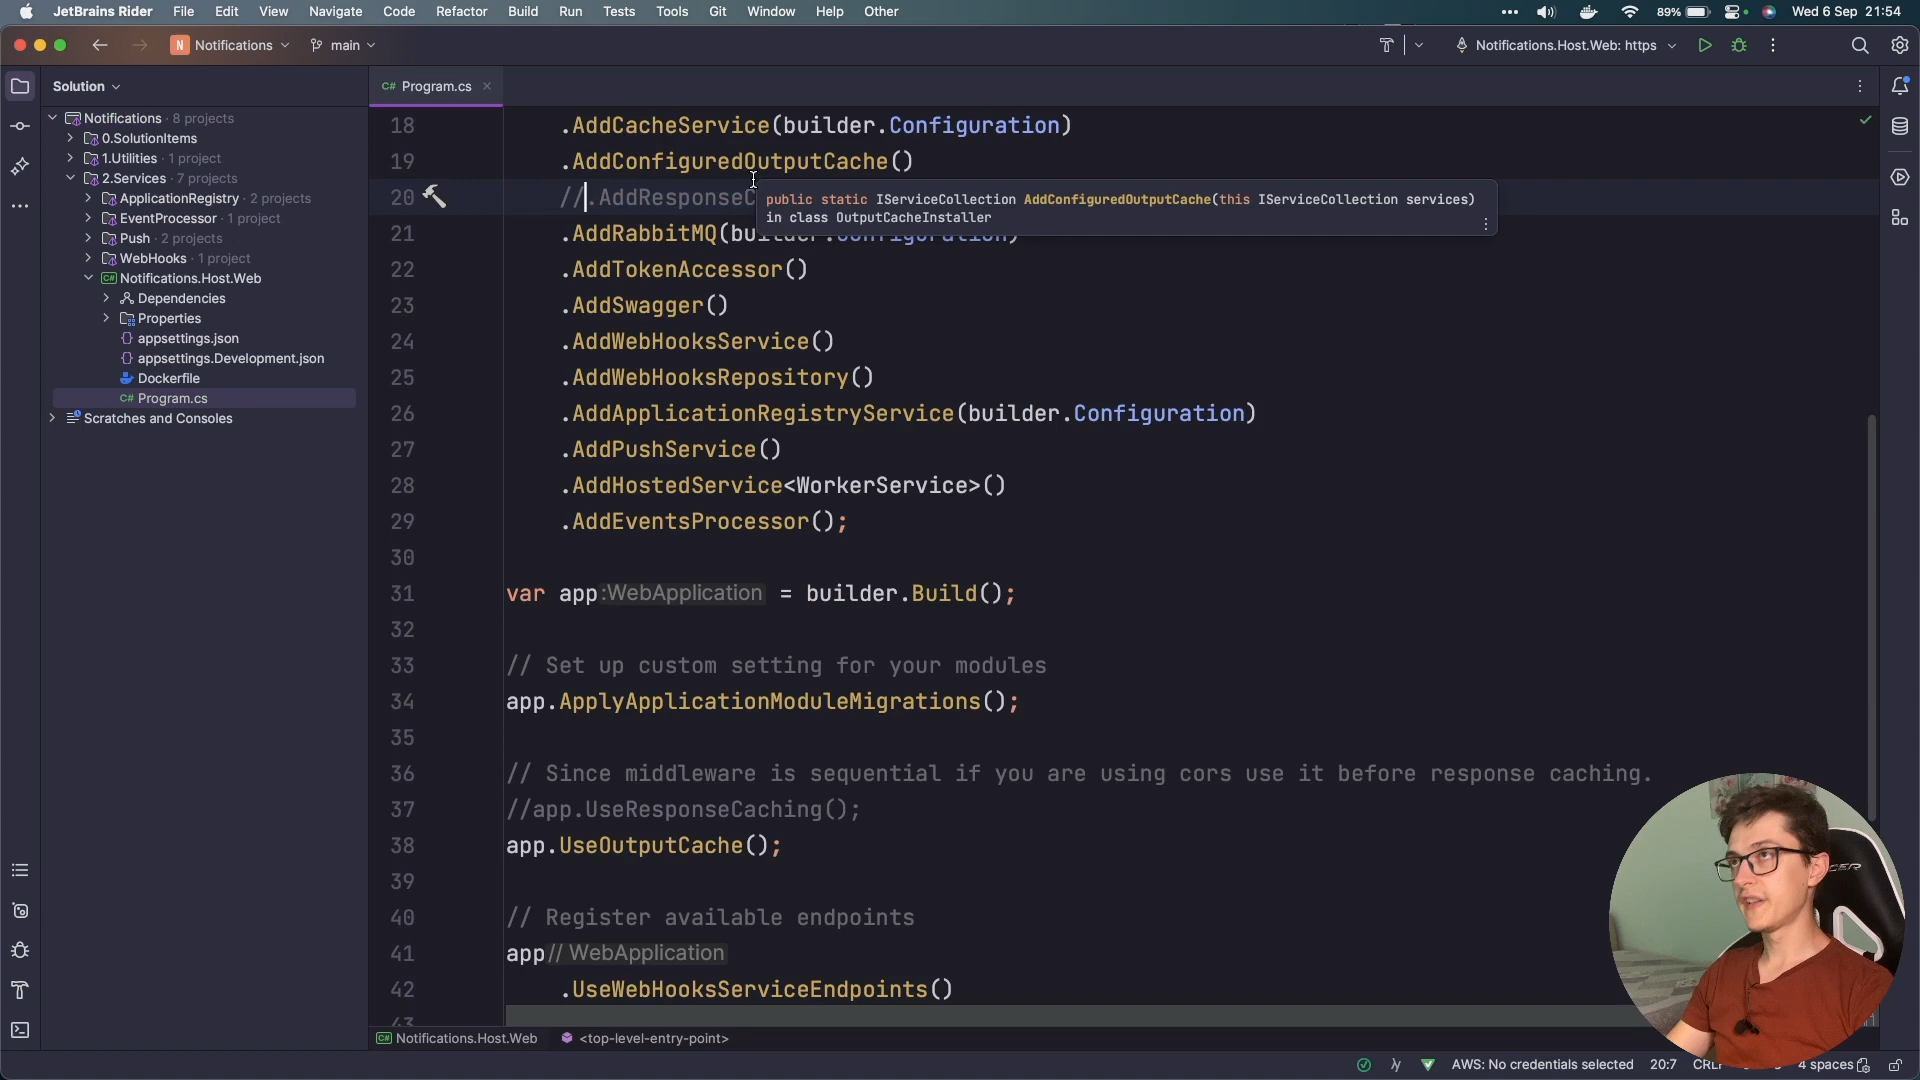 JetBrains Rider File Edit View Navigate Code Refactor Build Run Tests Tools Git Window Help Other 89% Wed 6 Sep 21:54
N Notifications main Notifications.Host.Web: https
Solution
C# Program.cs
Notifications · 8 projects
0.SolutionItems
1.Utilities · 1 project
2.Services · 7 projects
ApplicationRegistry · 2 projects
EventProcessor · 1 project
Push · 2 projects
WebHooks · 1 project
C# Notifications.Host.Web
Dependencies
Properties
appsettings.json
appsettings.Development.json
Dockerfile
C# Program.cs
Scratches and Consoles
18 .AddCacheService(builder.Configuration)
19 .AddConfiguredOutputCache()
20 //.AddResponseC
public static IServiceCollection AddConfiguredOutputCache(this IServiceCollection services)
in class OutputCacheInstaller
21 .AddRabbitMQ(builder.Configuration)
22 .AddTokenAccessor()
23 .AddSwagger()
24 .AddWebHooksService()
25 .AddWebHooksRepository()
26 .AddApplicationRegistryService(builder.Configuration)
27 .AddPushService()
28 .AddHostedService<WorkerService>()
29 .AddEventsProcessor();
30
31 var app:WebApplication = builder.Build();
32
33 // Set up custom setting for your modules
34 app.ApplyApplicationModuleMigrations();
35
36 // Since middleware is sequential if you are using cors use it before response caching.
37 //app.UseResponseCaching();
38 app.UseOutputCache();
39
40 // Register available endpoints
41 app// WebApplication
42 .UseWebHooksServiceEndpoints()
43
C# Notifications.Host.Web <top-level-entry-point>
AWS: No credentials selected 20:7 4 spaces